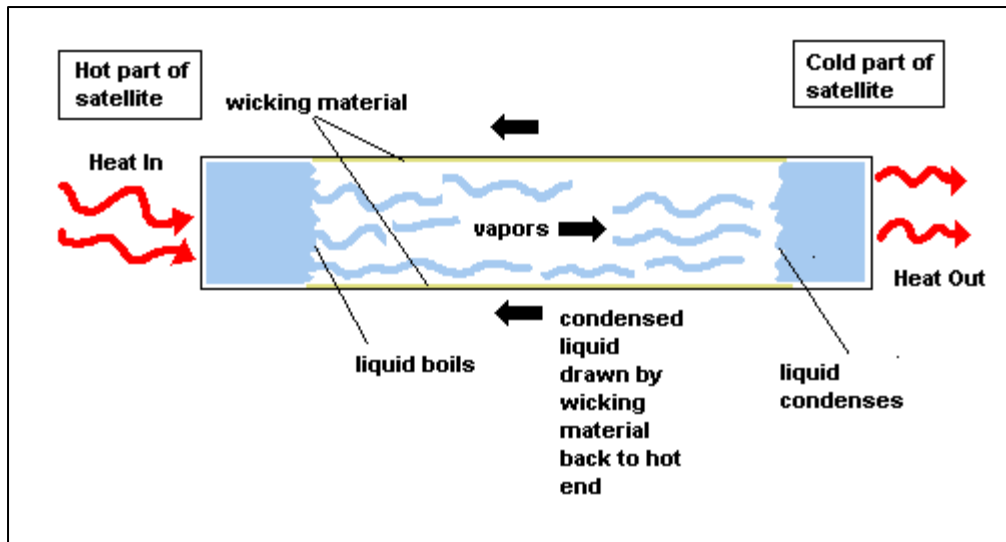 Hot part of
satellite
Cold part of
satellite
wicking material
Heat In
vapors
Heat Out
liquid boils
condensed
liquid
drawn by
wicking
material
back to hot
end
liquid
condenses